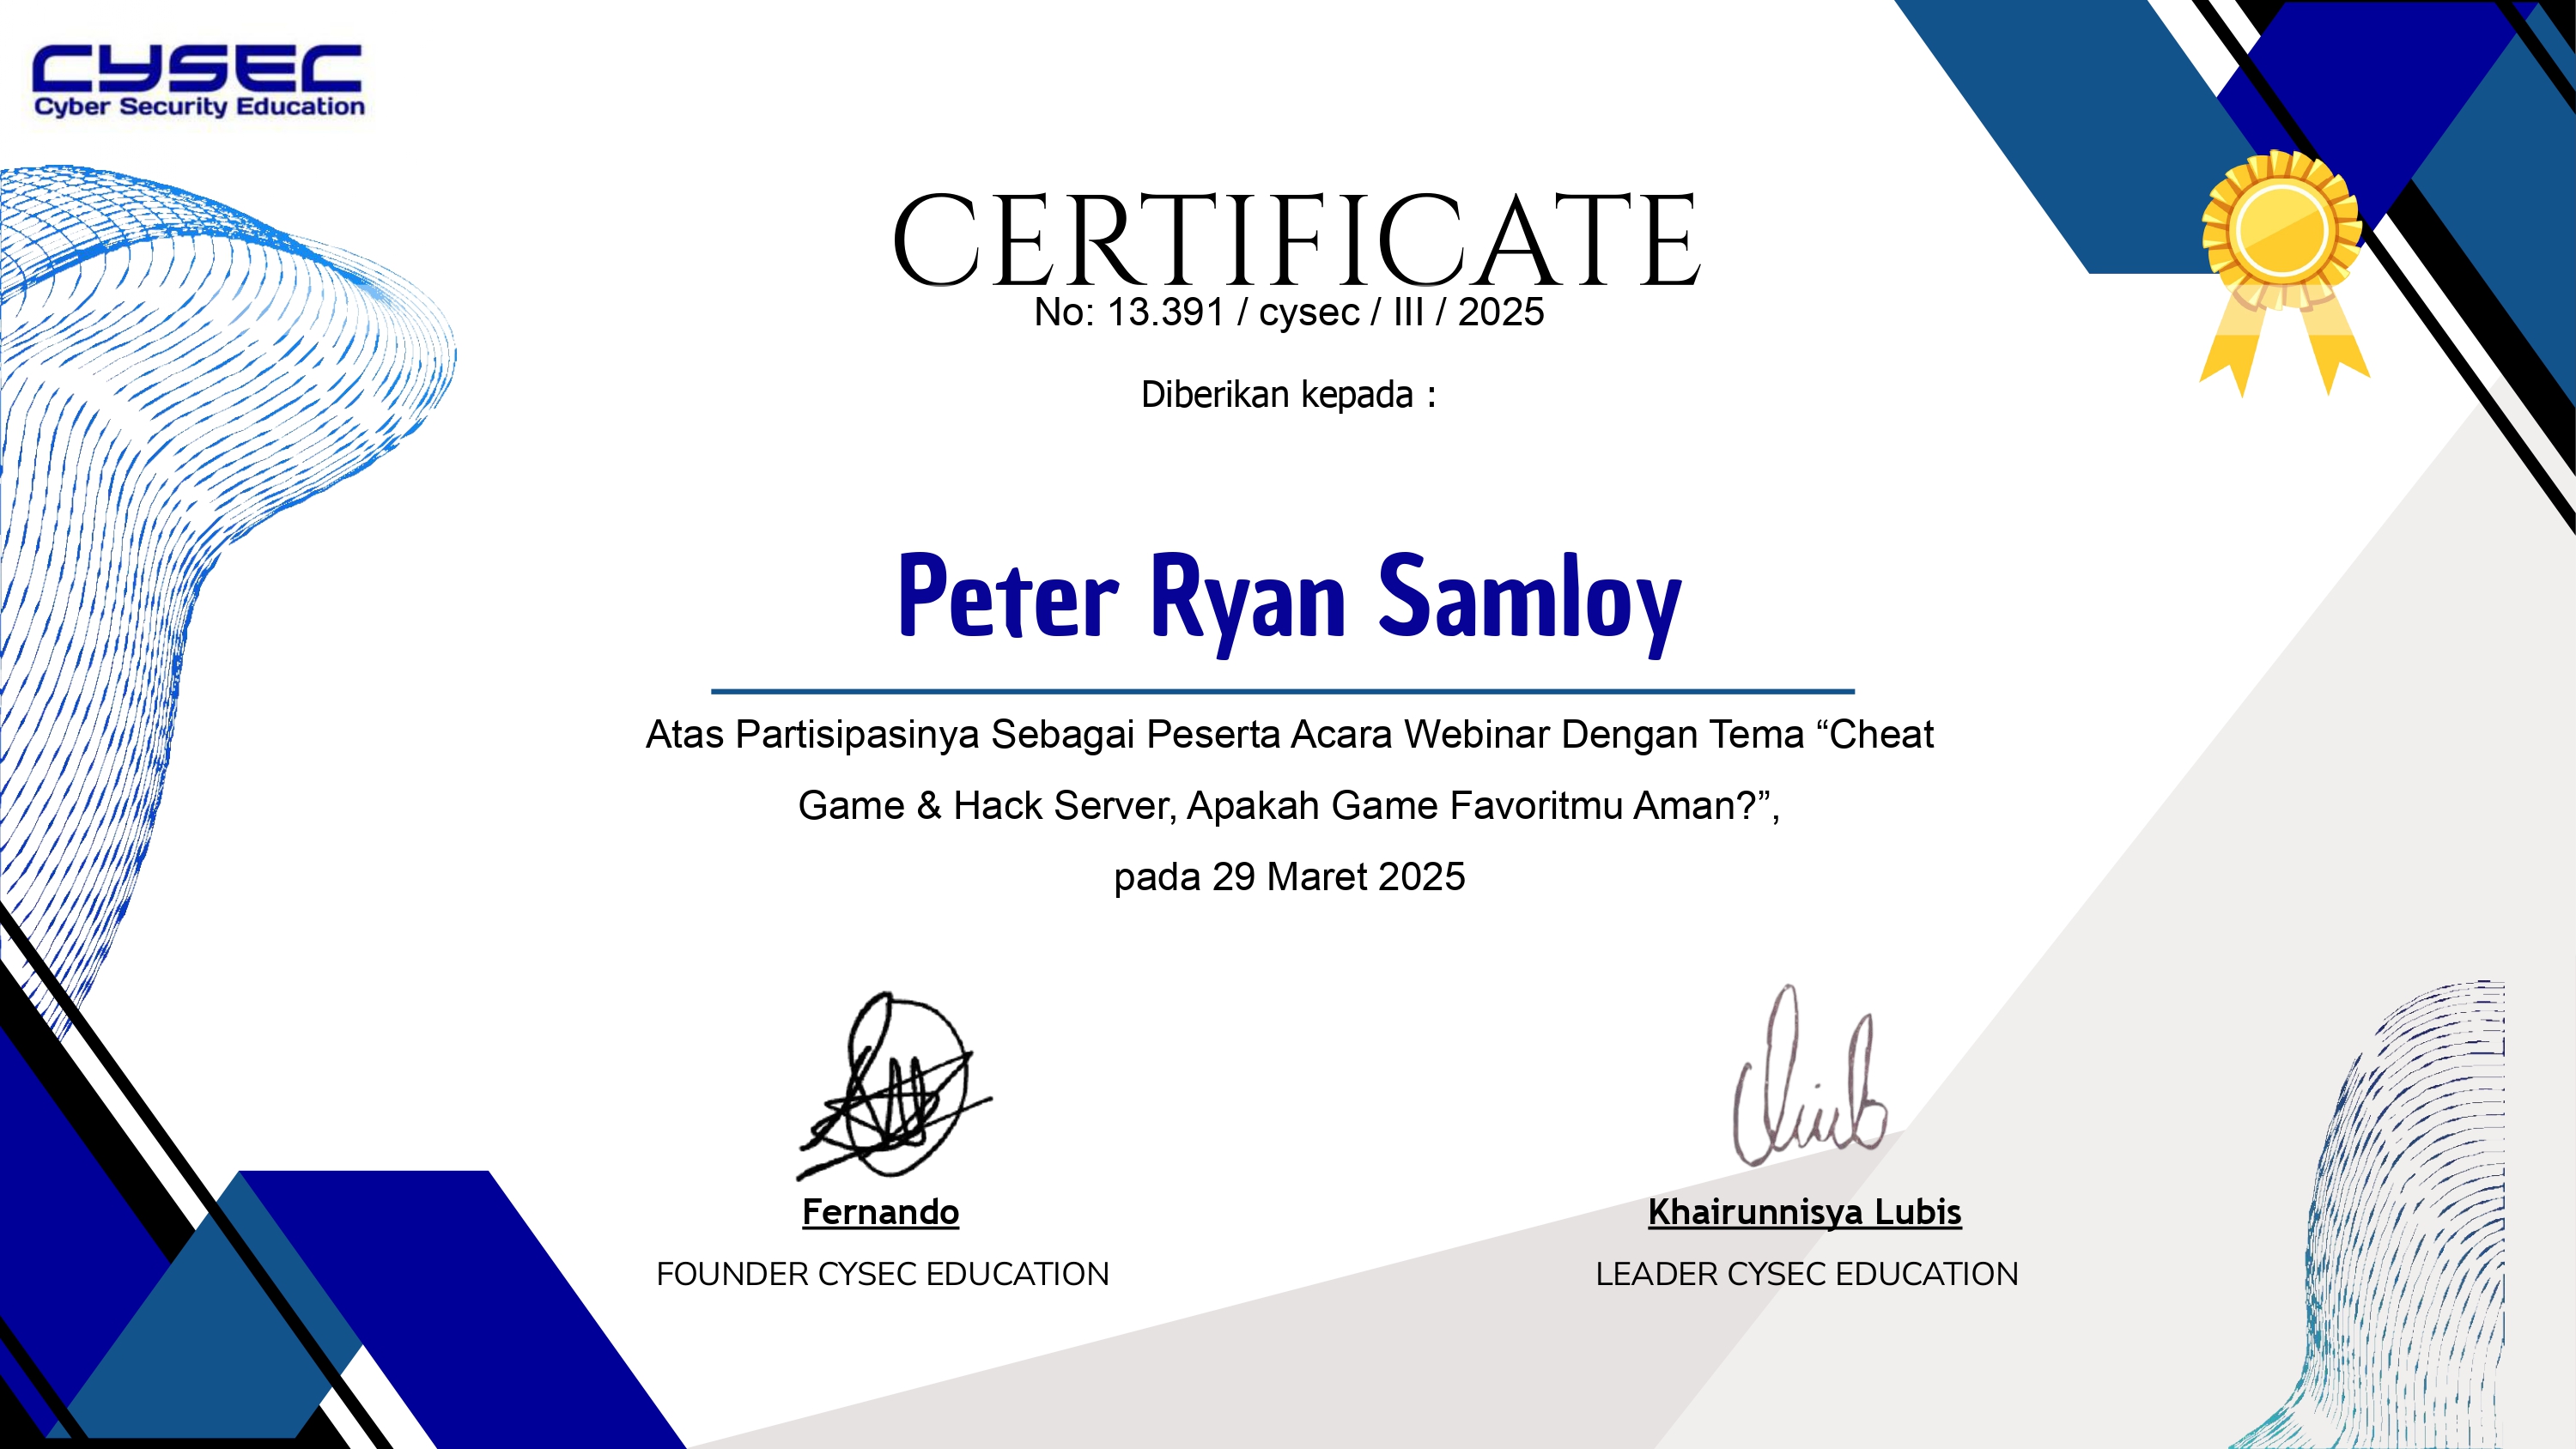 CYSEC
Cyber Security Education
CERTIFICATE
No: 13.391 / cysec / III / 2025
Diberikan kepada :
Peter Ryan Samloy
Atas Partisipasinya Sebagai Peserta Acara Webinar Dengan Tema “Cheat
Game & Hack Server, Apakah Game Favoritmu Aman?”,
pada 29 Maret 2025
Fernando
FOUNDER CYSEC EDUCATION
Khairunnisya Lubis
LEADER CYSEC EDUCATION